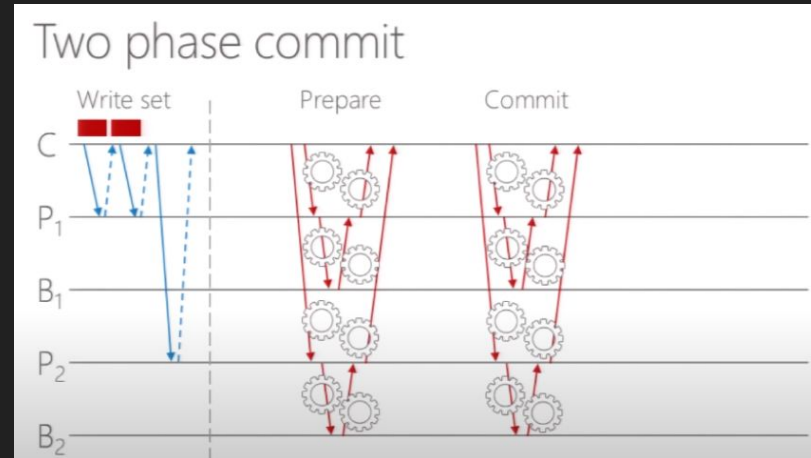 Two phase commit
Write set Prepare Commit
C
P₁
B₁
P₂
B₂